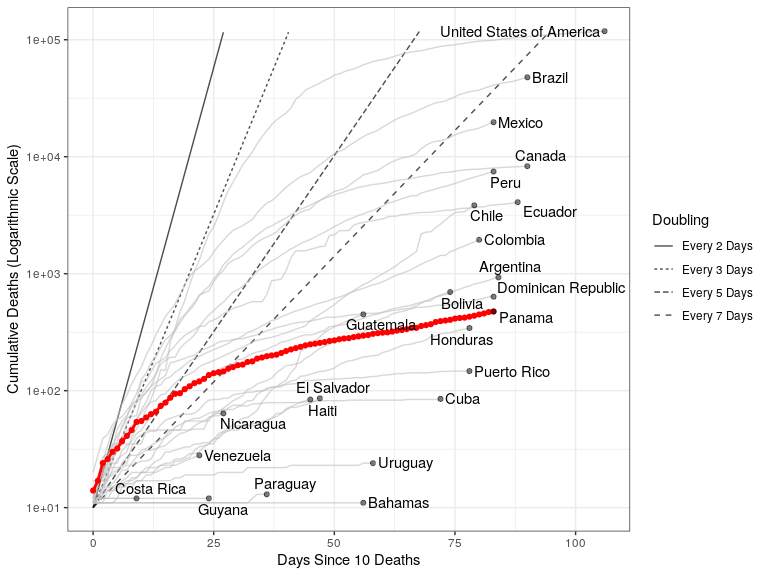 Cumulative Deaths (Logarithmic Scale)
1e+05
1e+04
1e+03
1e+02
1e+01
United States of America
Brazil
Mexico
Canada
Peru
Chile
Ecuador
Colombia
Argentina
Dominican Republic
Bolivia
Panama
Guatemala
Honduras
Puerto Rico
El Salvador
Cuba
Haiti
Nicaragua
Venezuela
Uruguay
Paraguay
Costa Rica
Bahamas
Guyana
0
25
50
75
100
Days Since 10 Deaths
Doubling
Every 2 Days
Every 3 Days
Every 5 Days
Every 7 Days